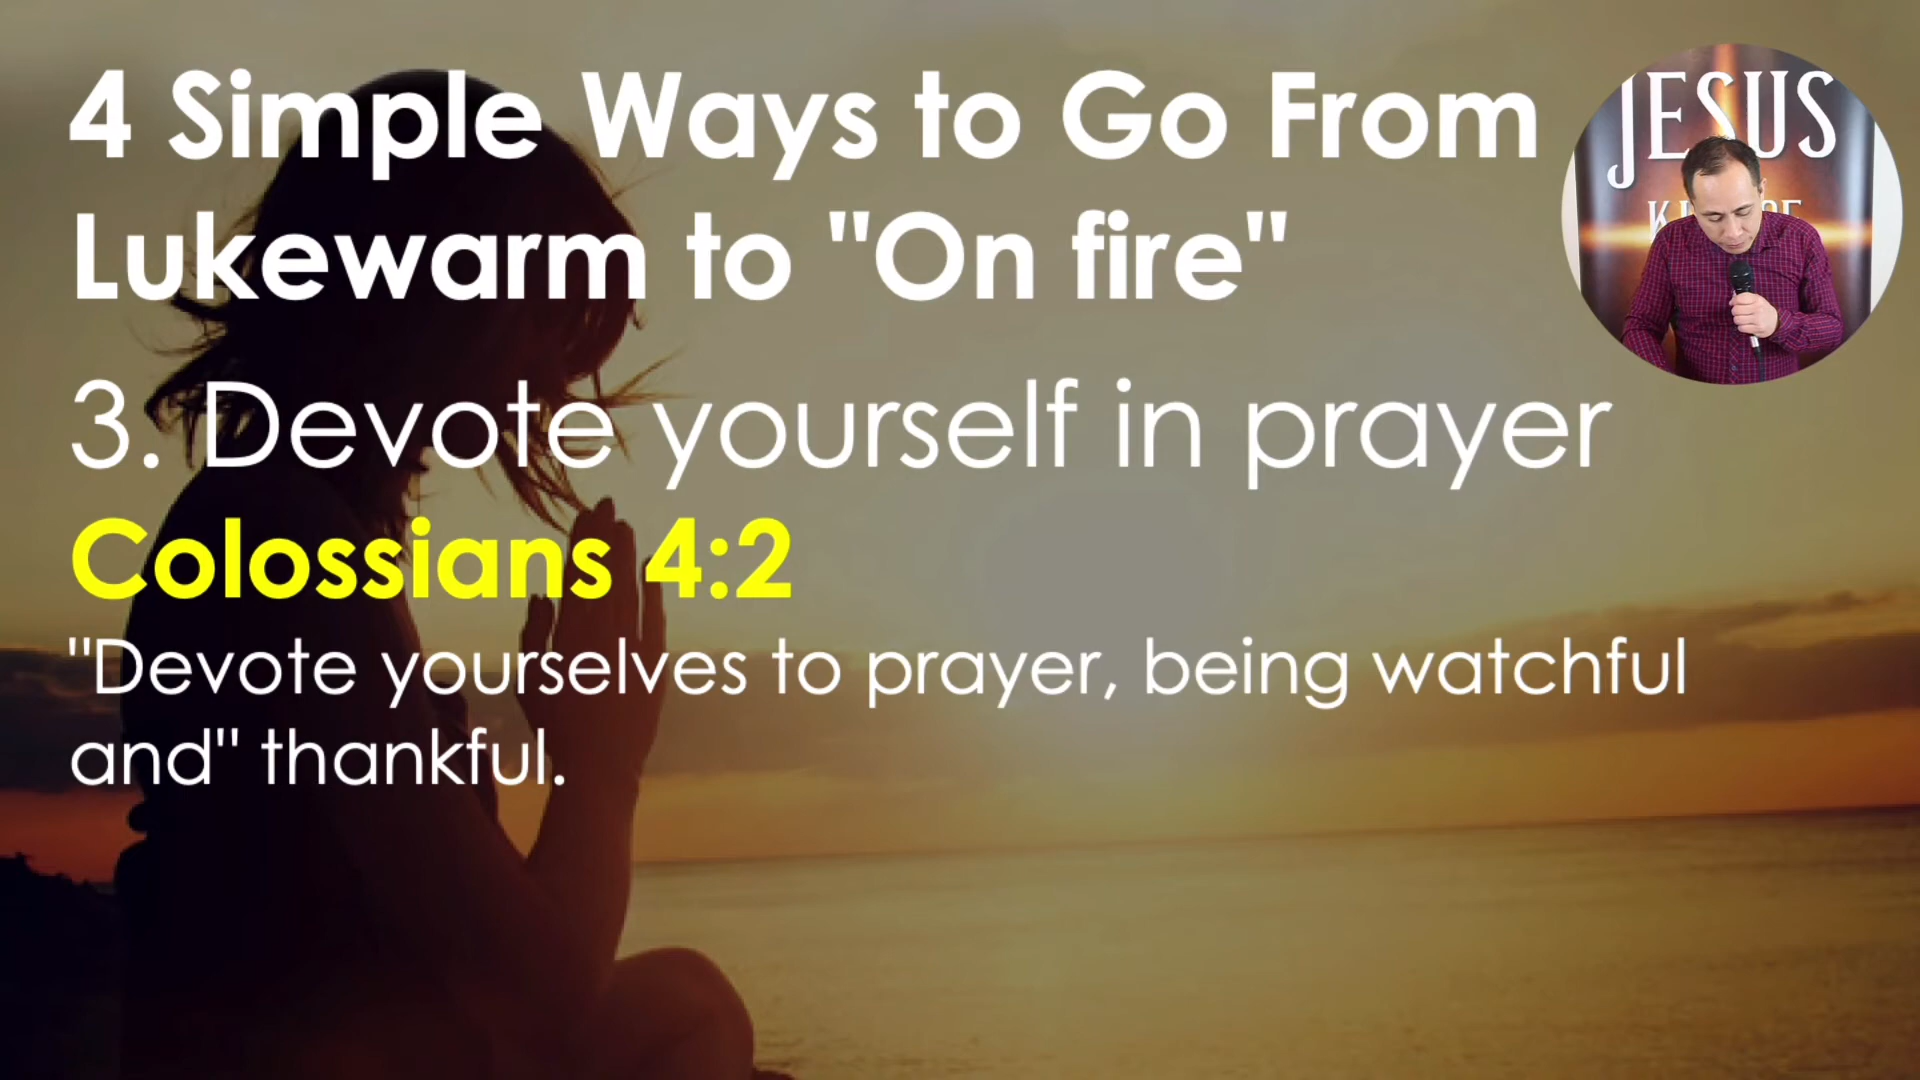 4 Simple Ways to Go From
Lukewarm to "On fire"
3. Devote yourself in prayer
Colossians 4:2
"Devote yourselves to prayer, being watchful
and" thankful.
JESUS